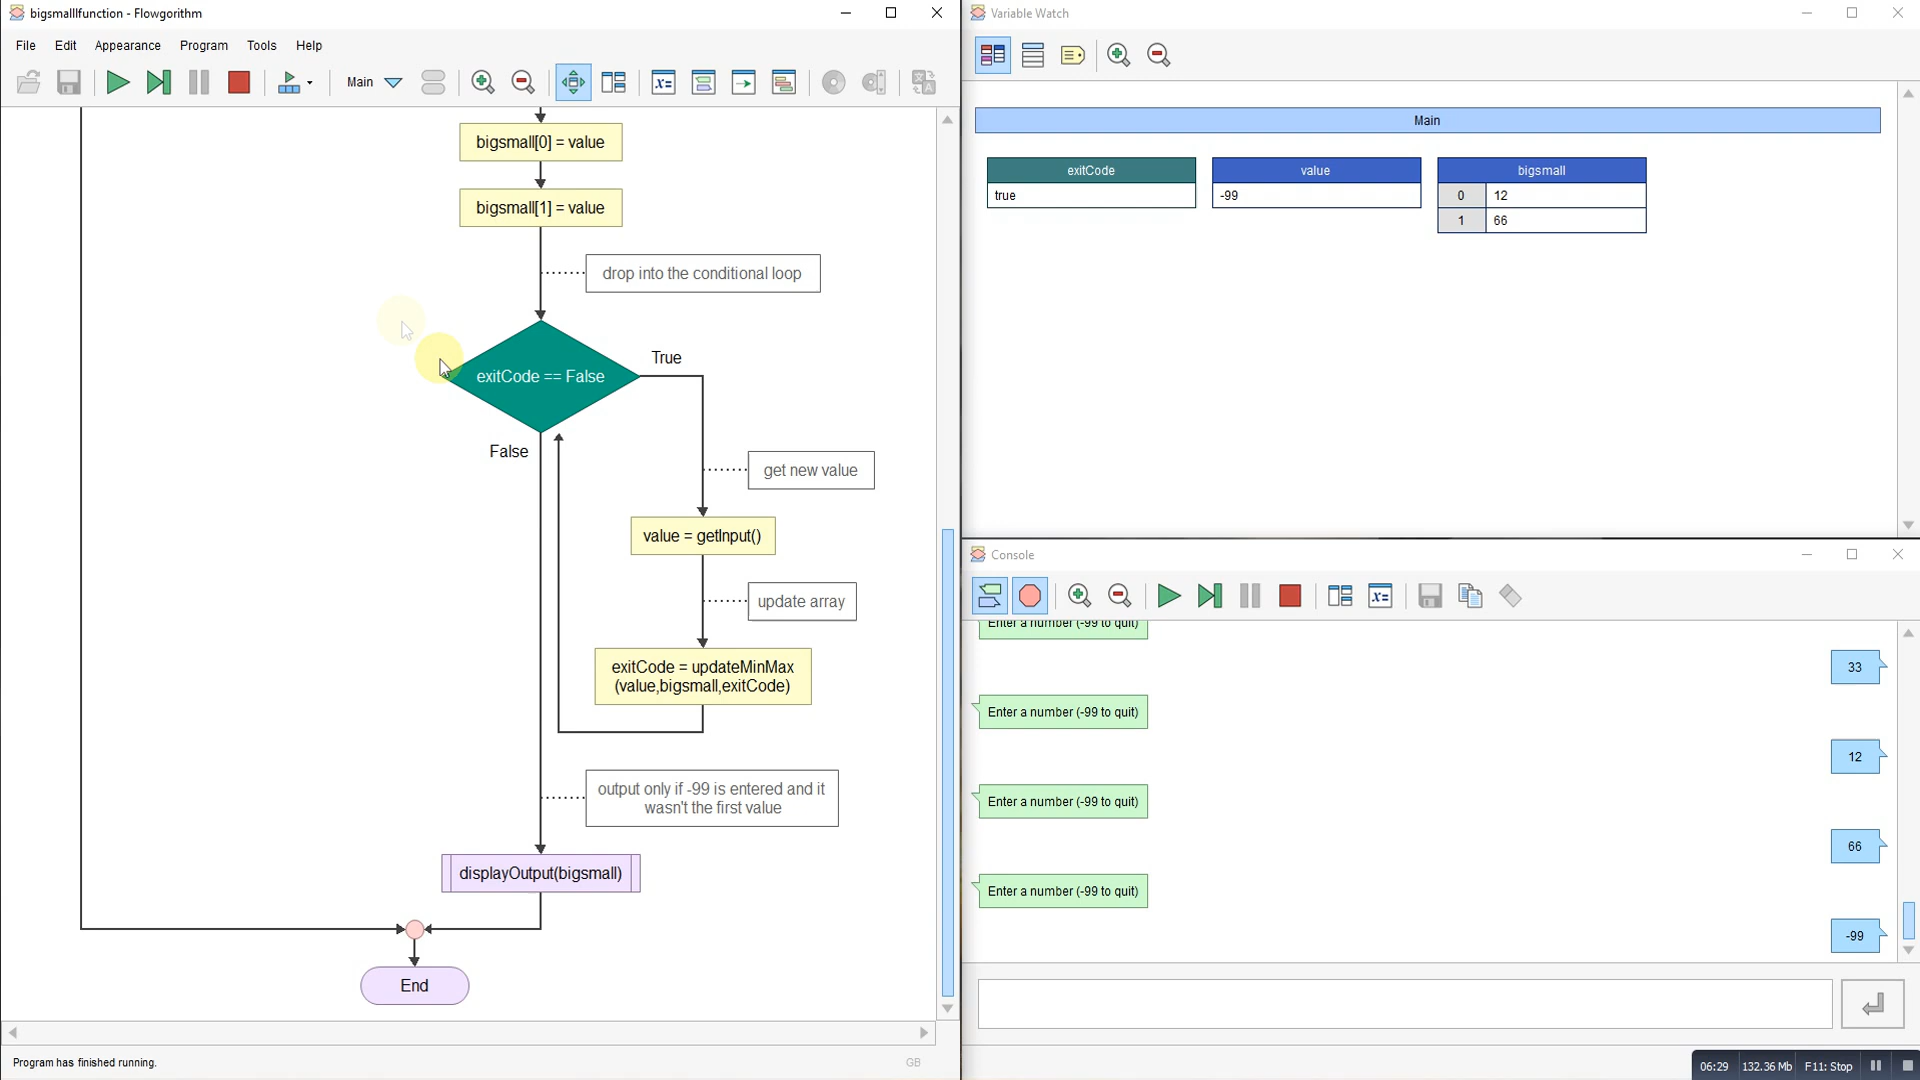 bigsmalllfunction - Flowgorithm
File Edit Appearance Program Tools Help
Main
bigsmall[0] = value
bigsmall[1] = value
drop into the conditional loop
exitCode == False
True
False
get new value
value = getInput()
update array
exitCode = updateMinMax
(value,bigsmall,exitCode)
output only if -99 is entered and it
wasn't the first value
displayOutput(bigsmall)
End
Program has finished running.
GB
Variable Watch
Main
exitCode
true
value
-99
bigsmall
0 12
1 66
Console
Enter a number (-99 to quit)
33
Enter a number (-99 to quit)
12
Enter a number (-99 to quit)
66
Enter a number (-99 to quit)
-99
06:29 132.36 Mb F11: Stop